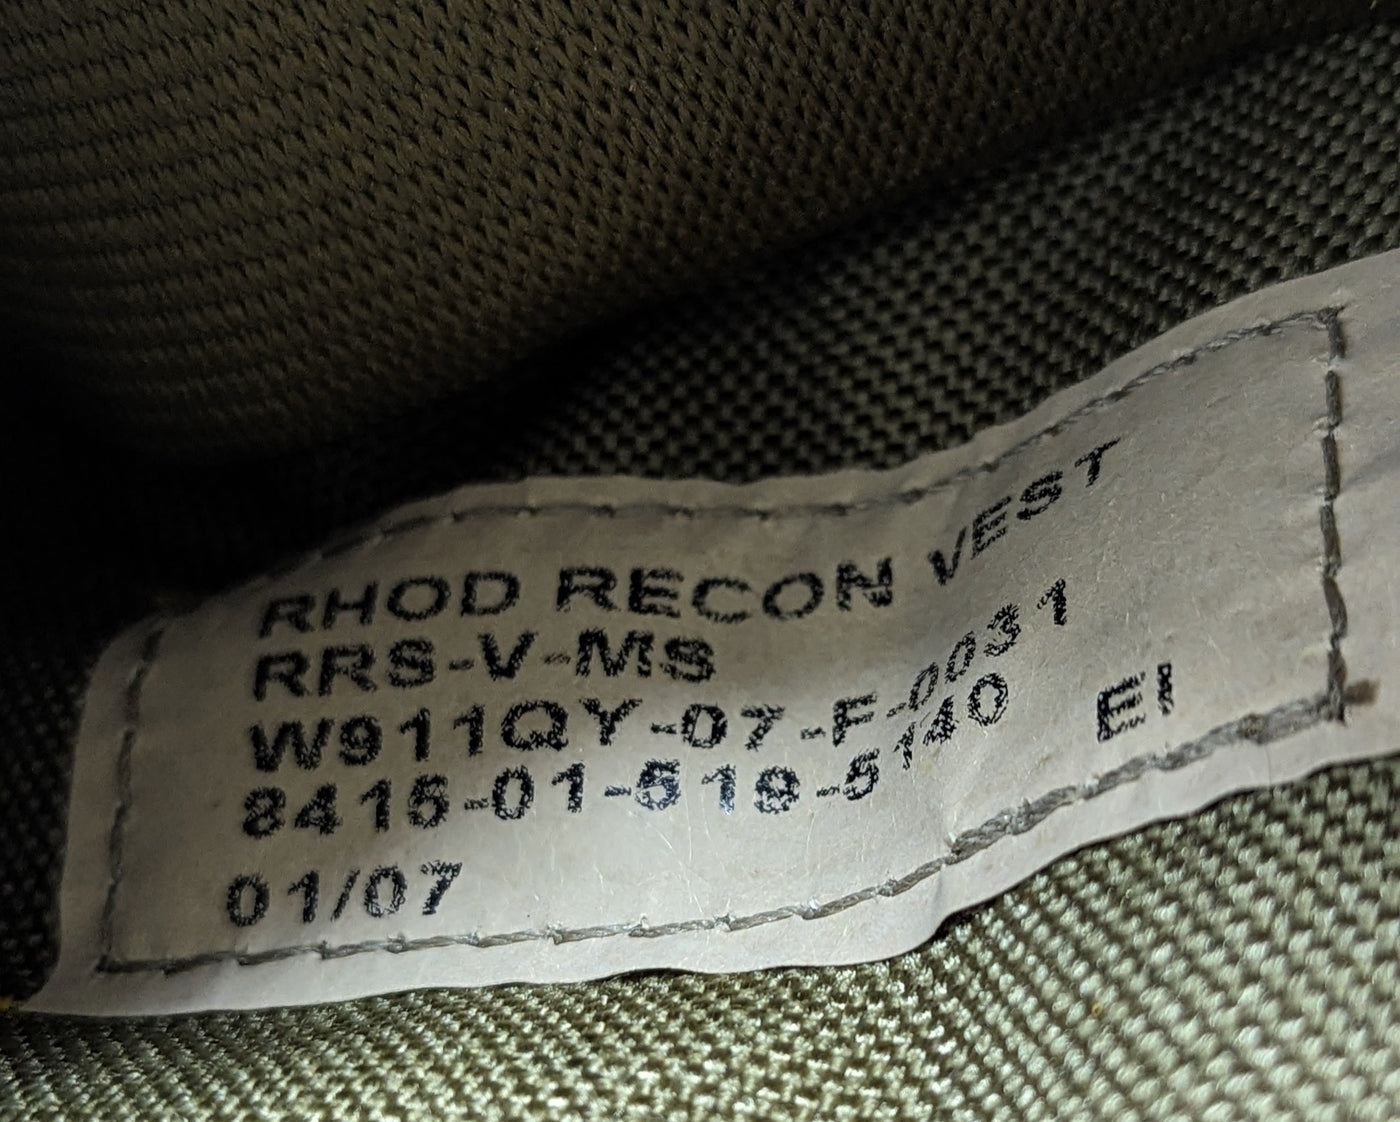 RHOD RECON VEST
RRS-V-MS
W911QY-07-F-0031
8415-01-519-5140 EI
01/07